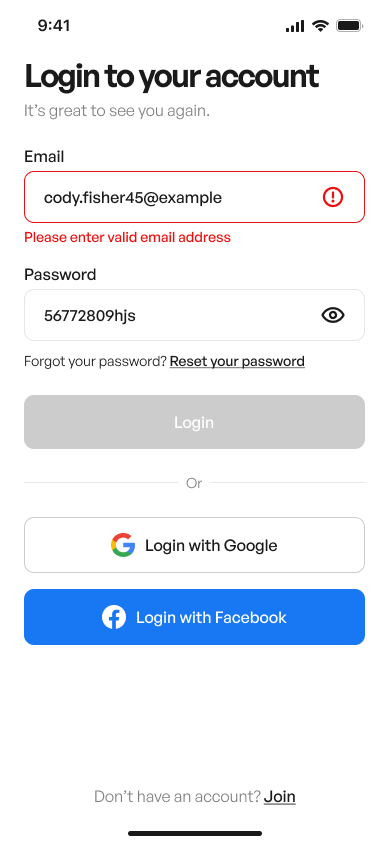 9:41
Login to your account
It’s great to see you again.
Email
cody.fisher45@example
Please enter valid email address
Password
56772809hjs
Forgot your password? Reset your password
Login
Or
Login with Google
Login with Facebook
Don’t have an account? Join